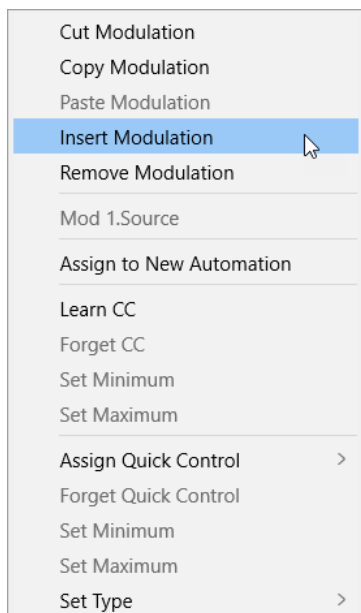 Cut Modulation
Copy Modulation
Paste Modulation
Insert Modulation
Remove Modulation
Mod 1.Source
Assign to New Automation
Learn CC
Forget CC
Set Minimum
Set Maximum
Assign Quick Control
Forget Quick Control
Set Minimum
Set Maximum
Set Type